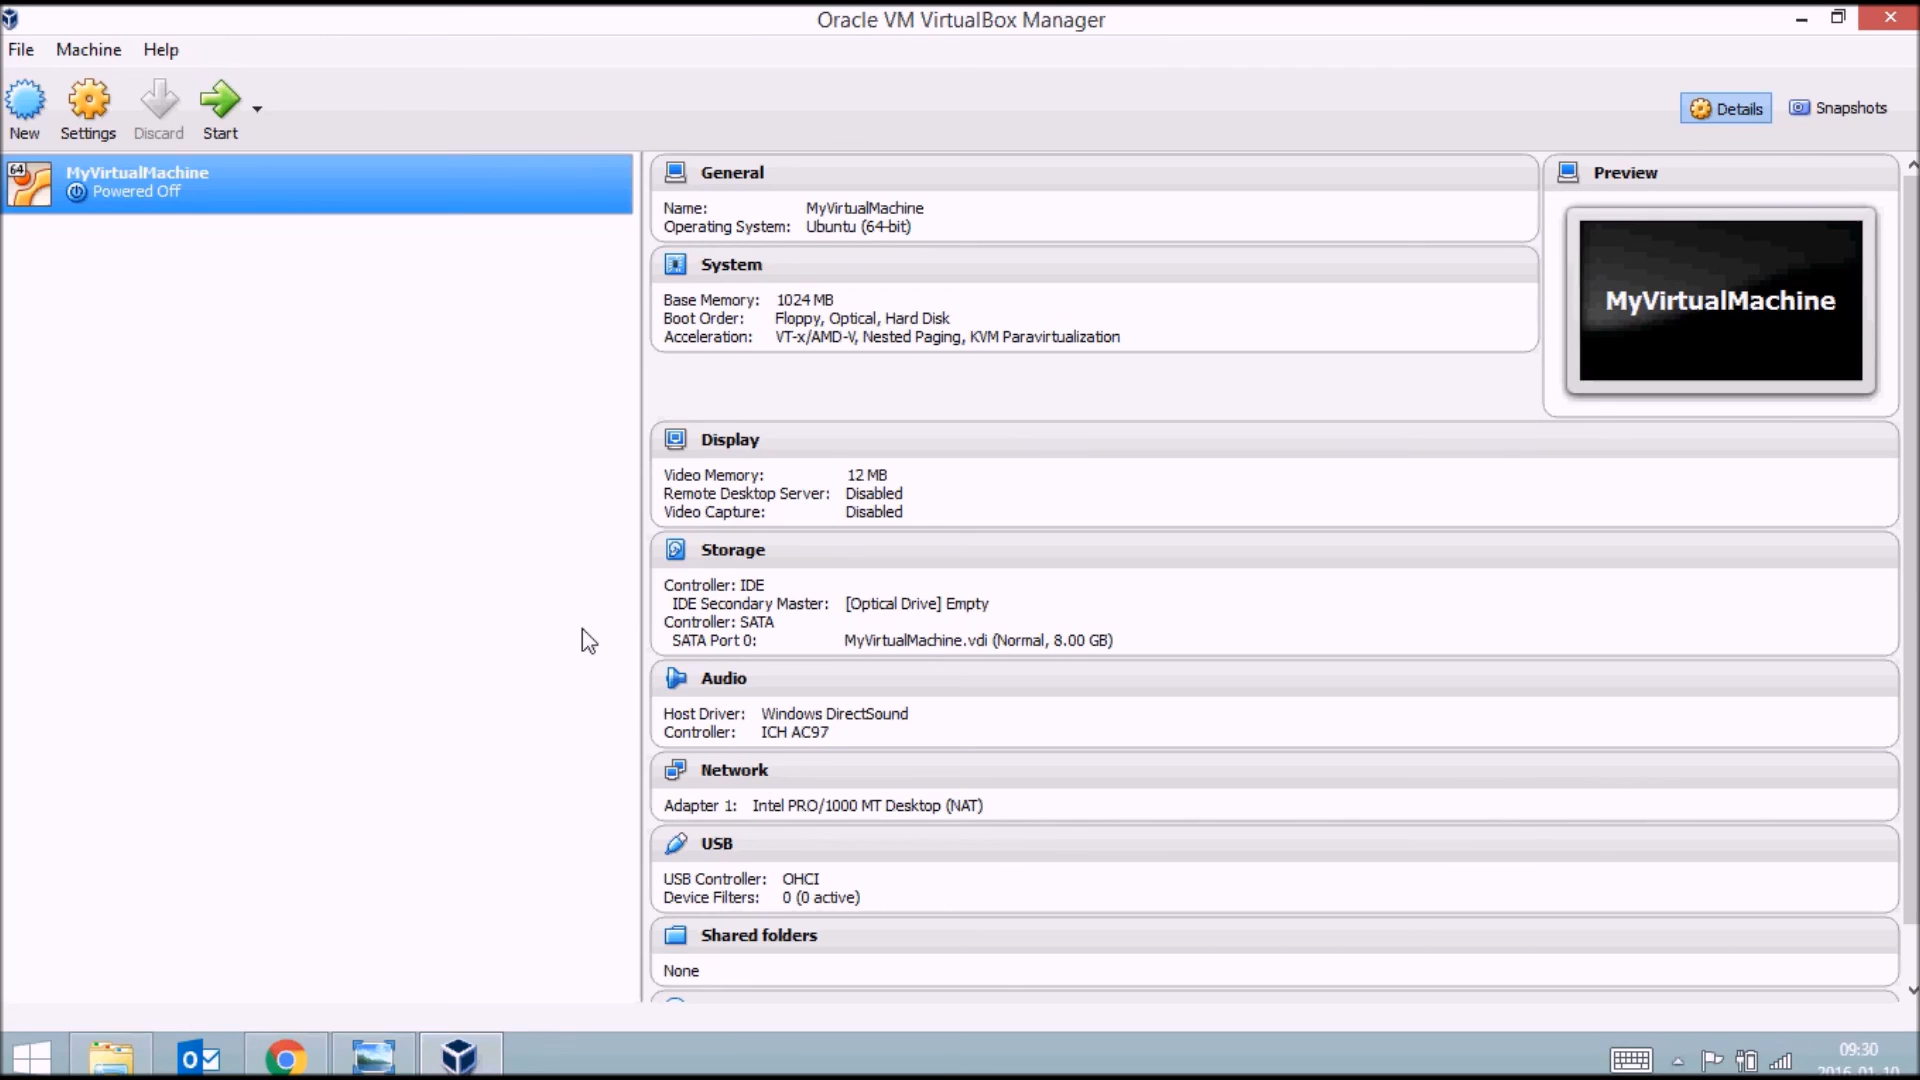 Oracle VM VirtualBox Manager
File Machine Help
New Settings Discard Start
Details Snapshots
64 MyVirtualMachine
Powered Off
General
Name: MyVirtualMachine
Operating System: Ubuntu (64-bit)
System
Base Memory: 1024 MB
Boot Order: Floppy, Optical, Hard Disk
Acceleration: VT-x/AMD-V, Nested Paging, KVM Paravirtualization
Preview
MyVirtualMachine
Display
Video Memory: 12 MB
Remote Desktop Server: Disabled
Video Capture: Disabled
Storage
Controller: IDE
IDE Secondary Master: [Optical Drive] Empty
Controller: SATA
SATA Port 0: MyVirtualMachine.vdi (Normal, 8.00 GB)
Audio
Host Driver: Windows DirectSound
Controller: ICH AC97
Network
Adapter 1: Intel PRO/1000 MT Desktop (NAT)
USB
USB Controller: OHCI
Device Filters: 0 (0 active)
Shared folders
None
09:30
2016-01-10